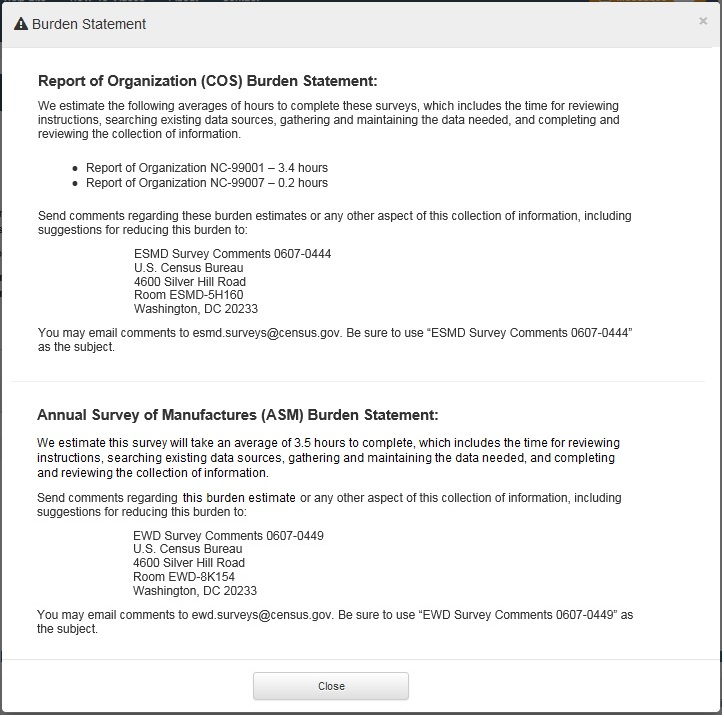 Burden Statement
×
Report of Organization (COS) Burden Statement:
We estimate the following averages of hours to complete these surveys, which includes the time for reviewing
instructions, searching existing data sources, gathering and maintaining the data needed, and completing and
reviewing the collection of information.
• Report of Organization NC-99001 – 3.4 hours
• Report of Organization NC-99007 – 0.2 hours
Send comments regarding these burden estimates or any other aspect of this collection of information, including
suggestions for reducing this burden to:
ESMD Survey Comments 0607-0444
U.S. Census Bureau
4600 Silver Hill Road
Room ESMD-5H160
Washington, DC 20233
You may email comments to esmd.surveys@census.gov. Be sure to use “ESMD Survey Comments 0607-0444”
as the subject.
Annual Survey of Manufactures (ASM) Burden Statement:
We estimate this survey will take an average of 3.5 hours to complete, which includes the time for reviewing
instructions, searching existing data sources, gathering and maintaining the data needed, and completing
and reviewing the collection of information.
Send comments regarding this burden estimate or any other aspect of this collection of information, including
suggestions for reducing this burden to:
EWD Survey Comments 0607-0449
U.S. Census Bureau
4600 Silver Hill Road
Room EWD-8K154
Washington, DC 20233
You may email comments to ewd.surveys@census.gov. Be sure to use “EWD Survey Comments 0607-0449” as
the subject.
Close